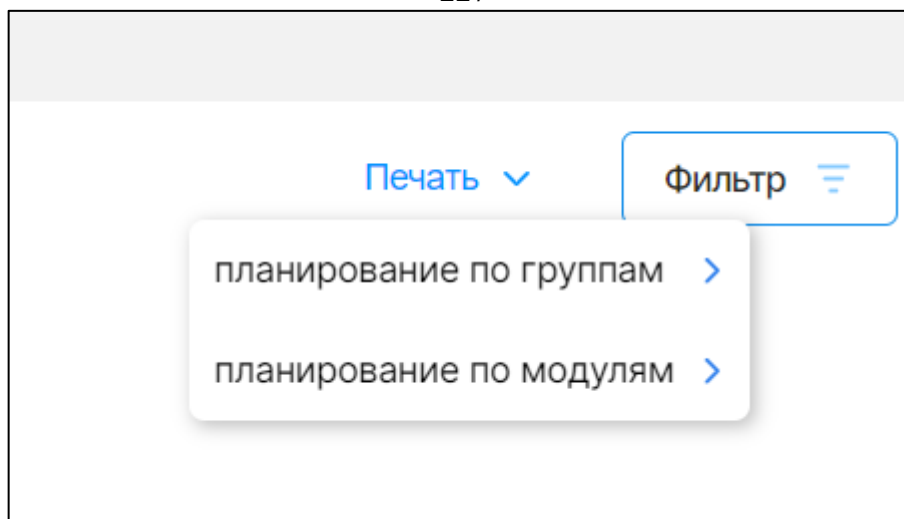 Печать
Фильтр
планирование по группам
планирование по модулям